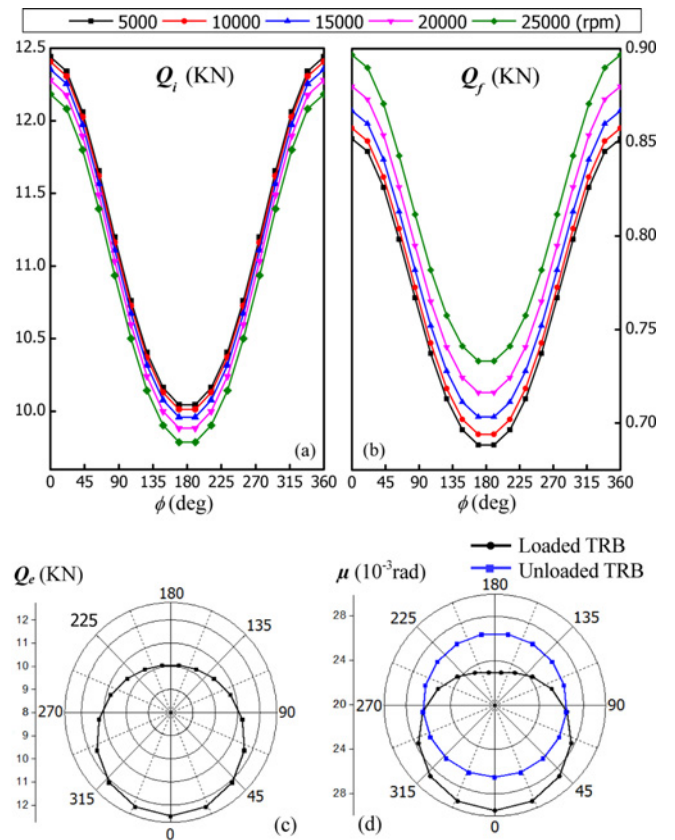 5000 10000 15000 20000 25000 (rpm)
12.5
12.0
11.5
11.0
10.5
10.0
Q_i (KN)
(a)
0 45 90 135 180 225 270 315 360
ϕ (deg)
Q_f (KN)
0.90
0.85
0.80
0.75
0.70
(b)
0 45 90 135 180 225 270 315 360
ϕ (deg)
Q_e (KN)
12
11
10
9
8
9
10
11
12
180
225 135
270 90
315 45
0
(c)
Loaded TRB
Unloaded TRB
μ (10⁻³rad)
28
24
20
24
28
180
225 135
270 90
315 45
0
(d)